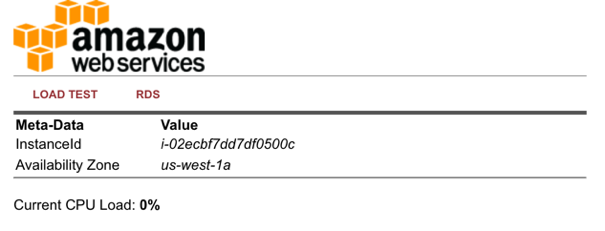 amazon
webservices
LOAD TEST RDS
Meta-Data Value
InstanceId i-02ecbf7dd7df0500c
Availability Zone us-west-1a
Current CPU Load: 0%